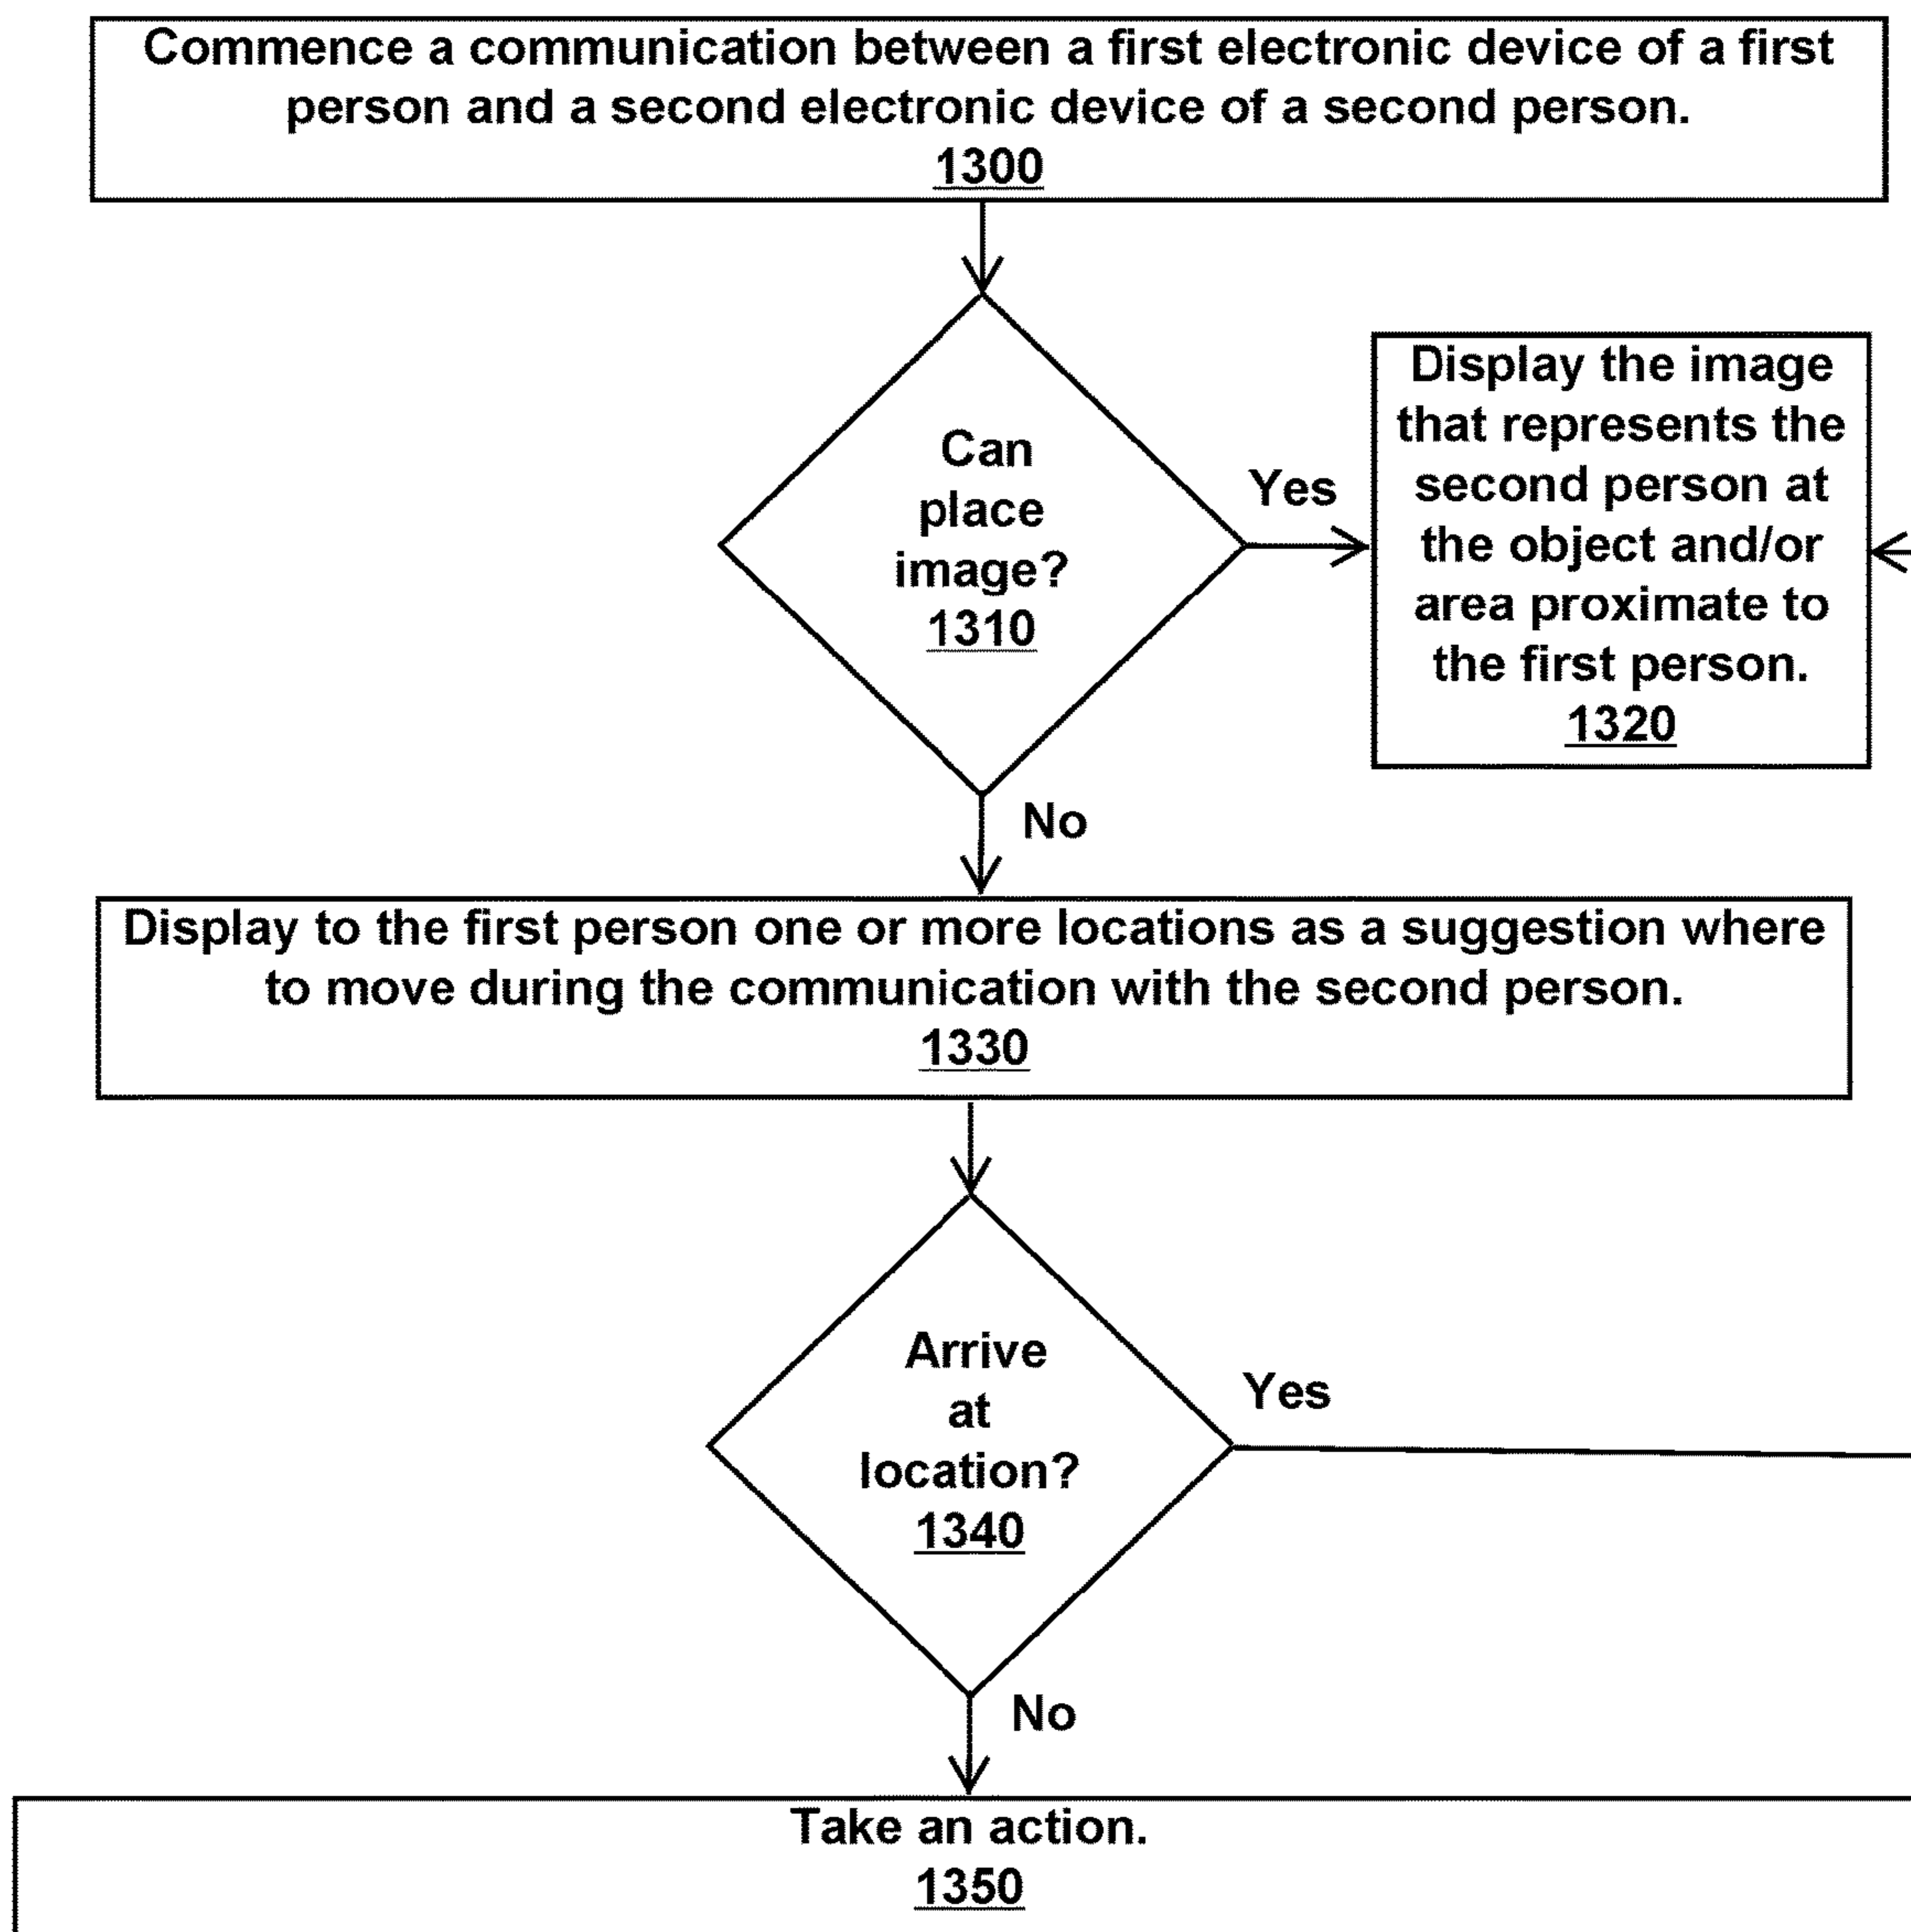 Commence a communication between a first electronic device of a first
person and a second electronic device of a second person.
1300
Can
place
image?
1310
Yes
Display the image
that represents the
second person at
the object and/or
area proximate to
the first person.
1320
No
Display to the first person one or more locations as a suggestion where
to move during the communication with the second person.
1330
Arrive
at
location?
1340
Yes
No
Take an action.
1350